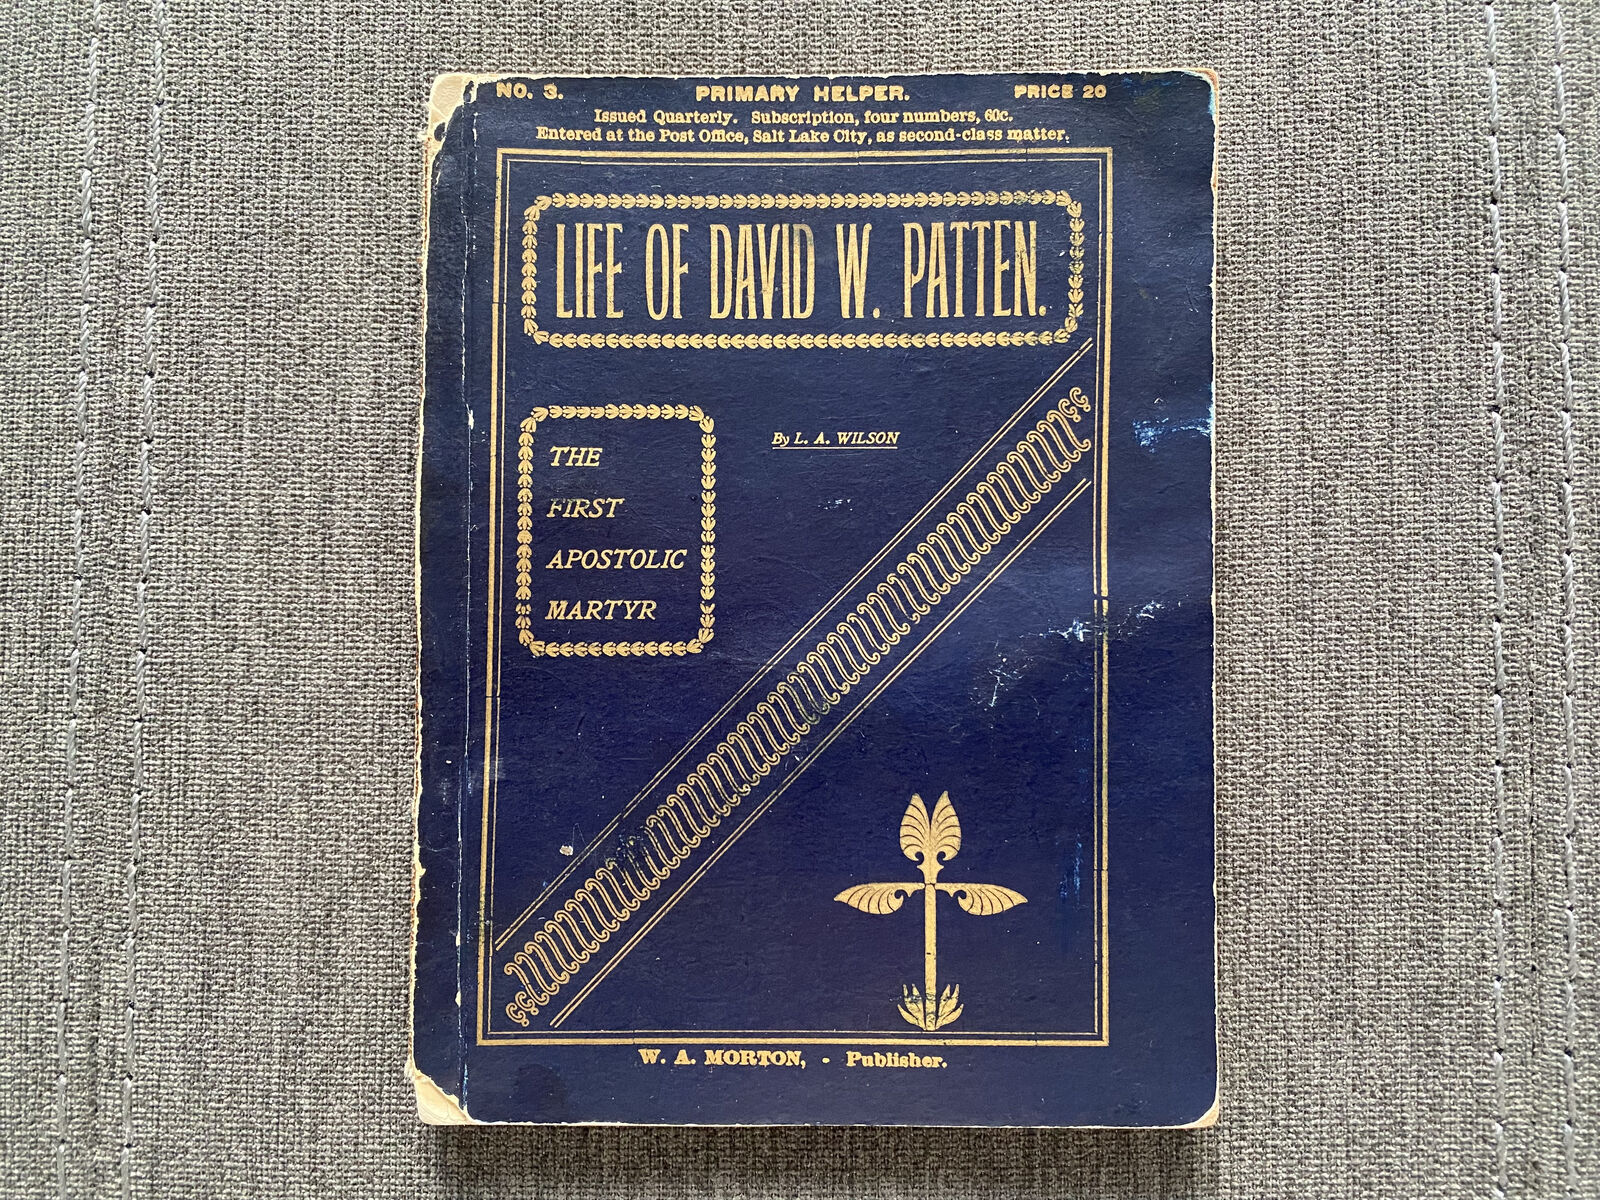 NO. 3. PRIMARY HELPER. PRICE 20
Issued Quarterly. Subscription, four numbers, 60c.
Entered at the Post Office, Salt Lake City, as second-class matter.
LIFE OF DAVID W. PATTEN.
By L. A. WILSON
THE
FIRST
APOSTOLIC
MARTYR
W. A. MORTON, - Publisher.